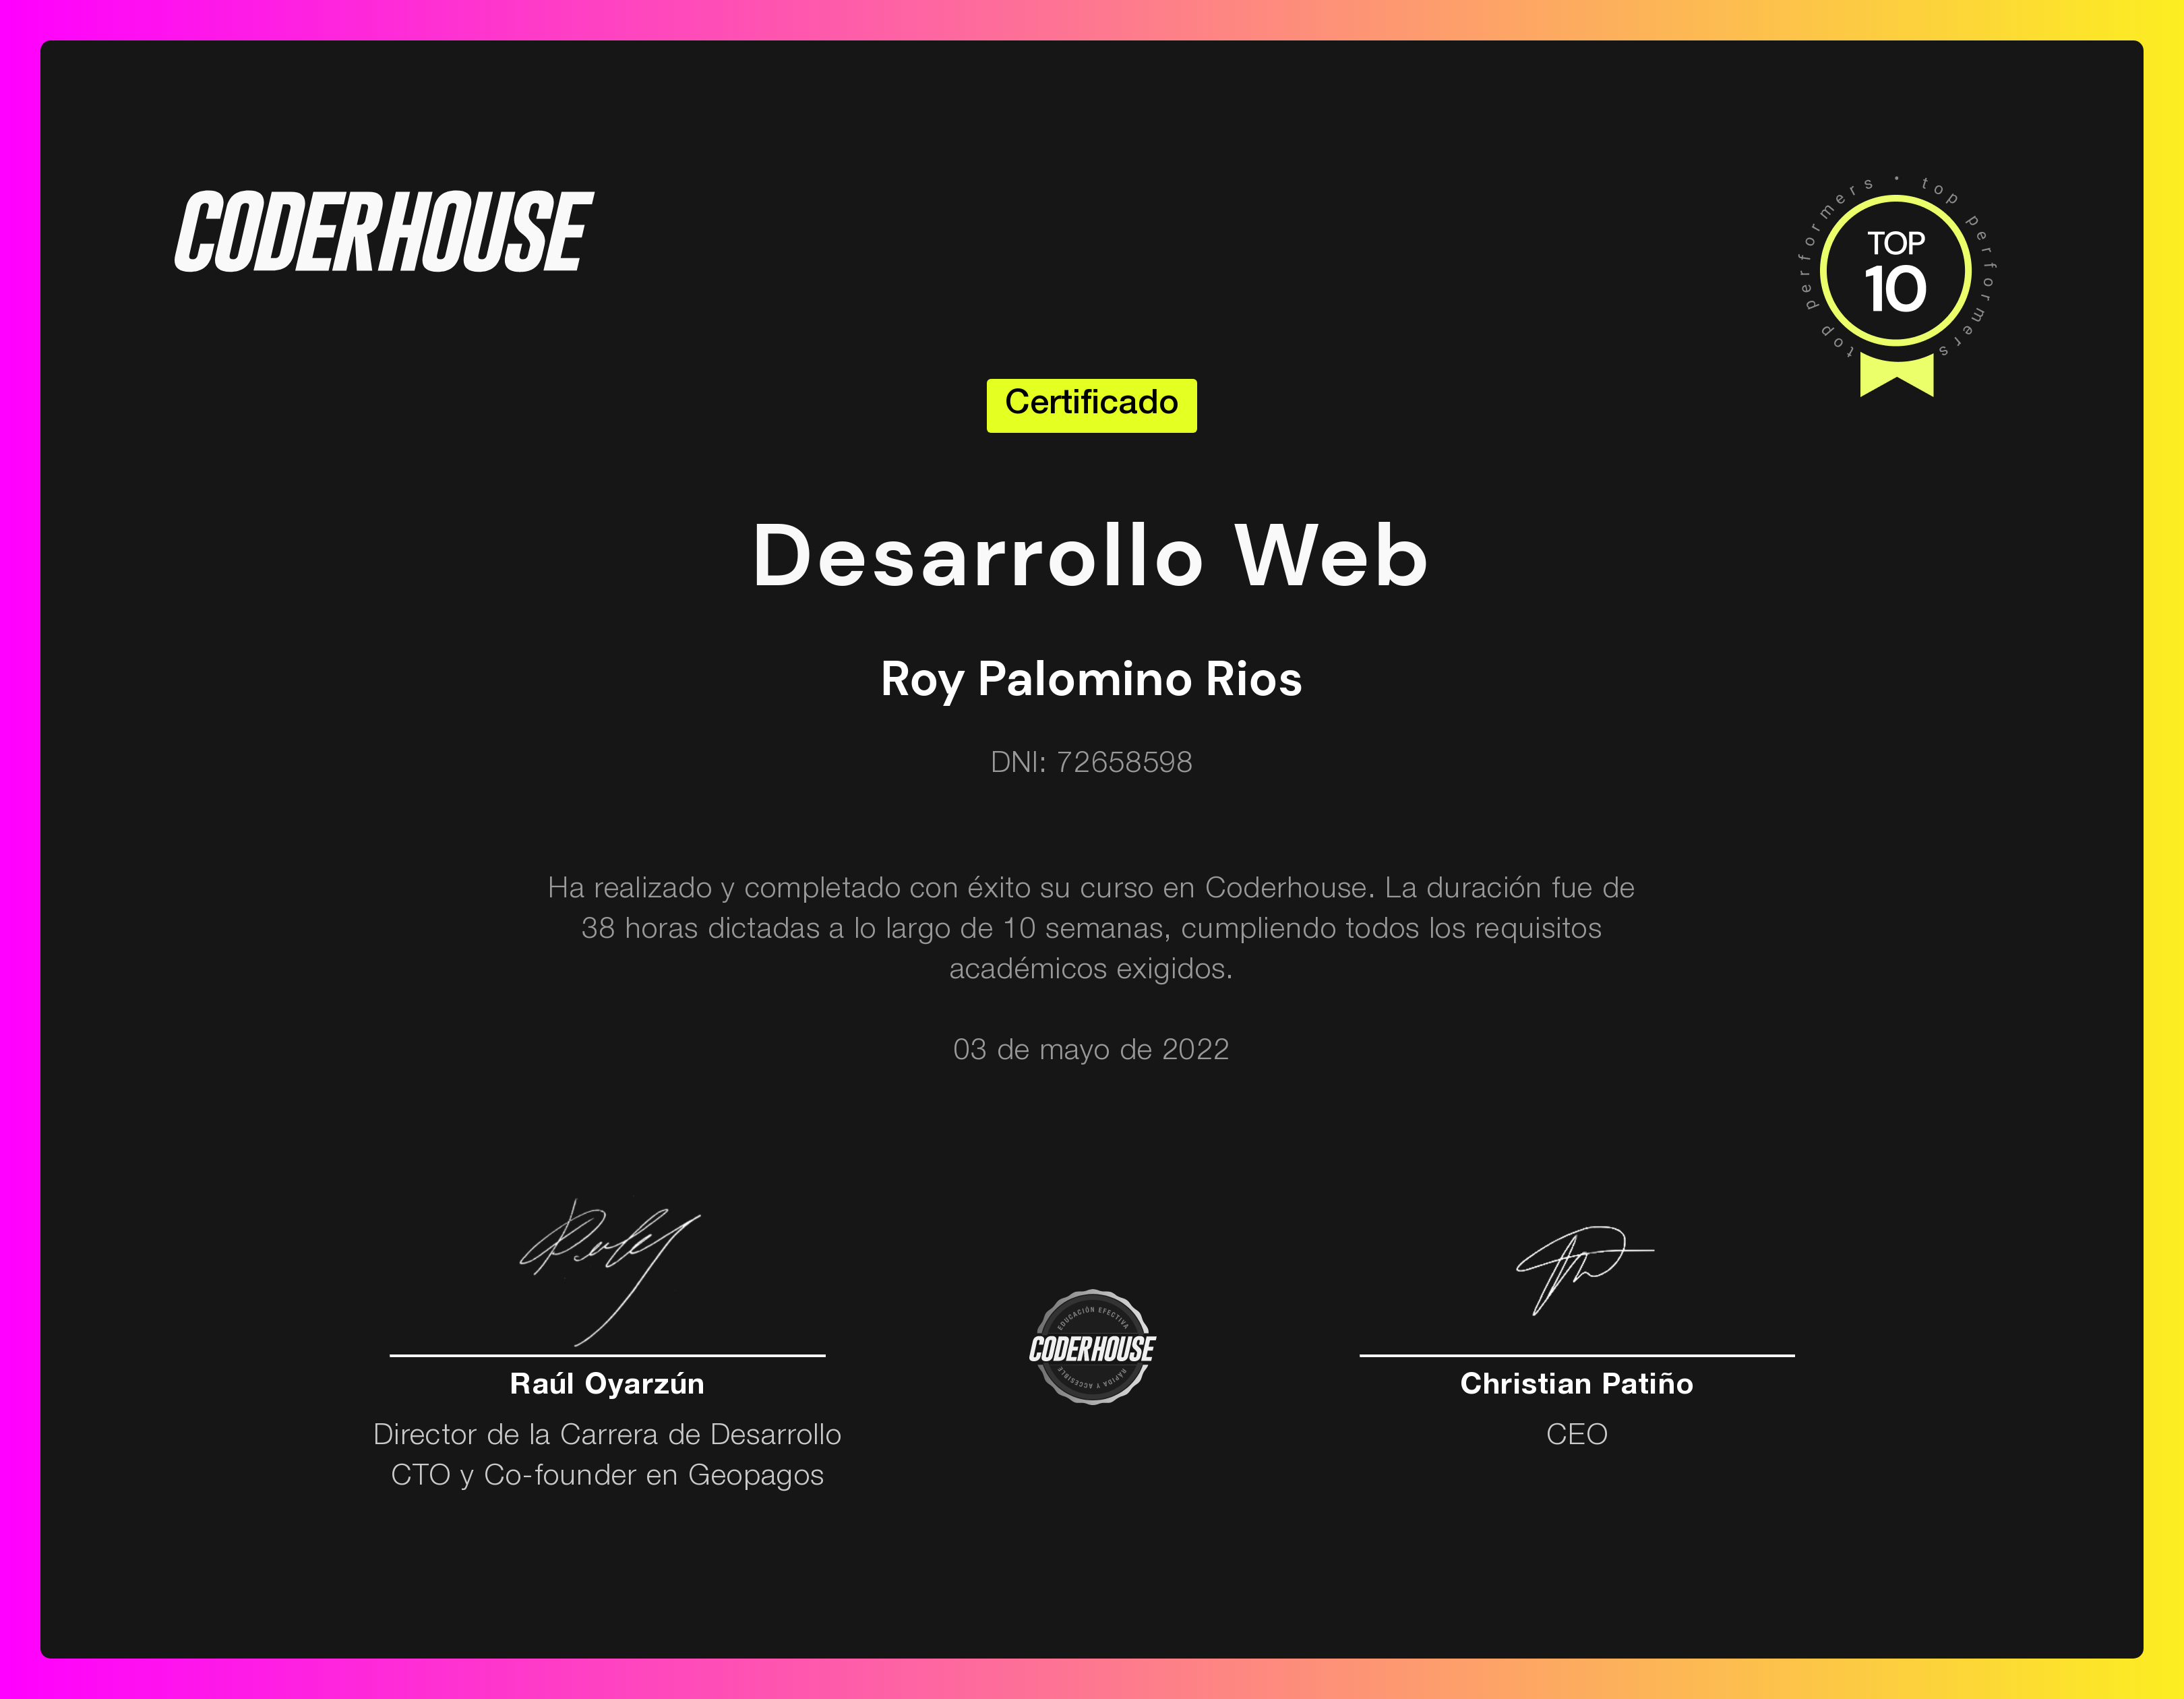 CODERHOUSE
top performers • top performers
TOP
10
Certificado
Desarrollo Web
Roy Palomino Rios
DNI: 72658598
Ha realizado y completado con éxito su curso en Coderhouse. La duración fue de
38 horas dictadas a lo largo de 10 semanas, cumpliendo todos los requisitos
académicos exigidos.
03 de mayo de 2022
Raúl Oyarzún
Director de la Carrera de Desarrollo
CTO y Co-founder en Geopagos
EDUCACIÓN EFECTIVA
CODERHOUSE
RÁPIDA Y ACCESIBLE
Christian Patiño
CEO